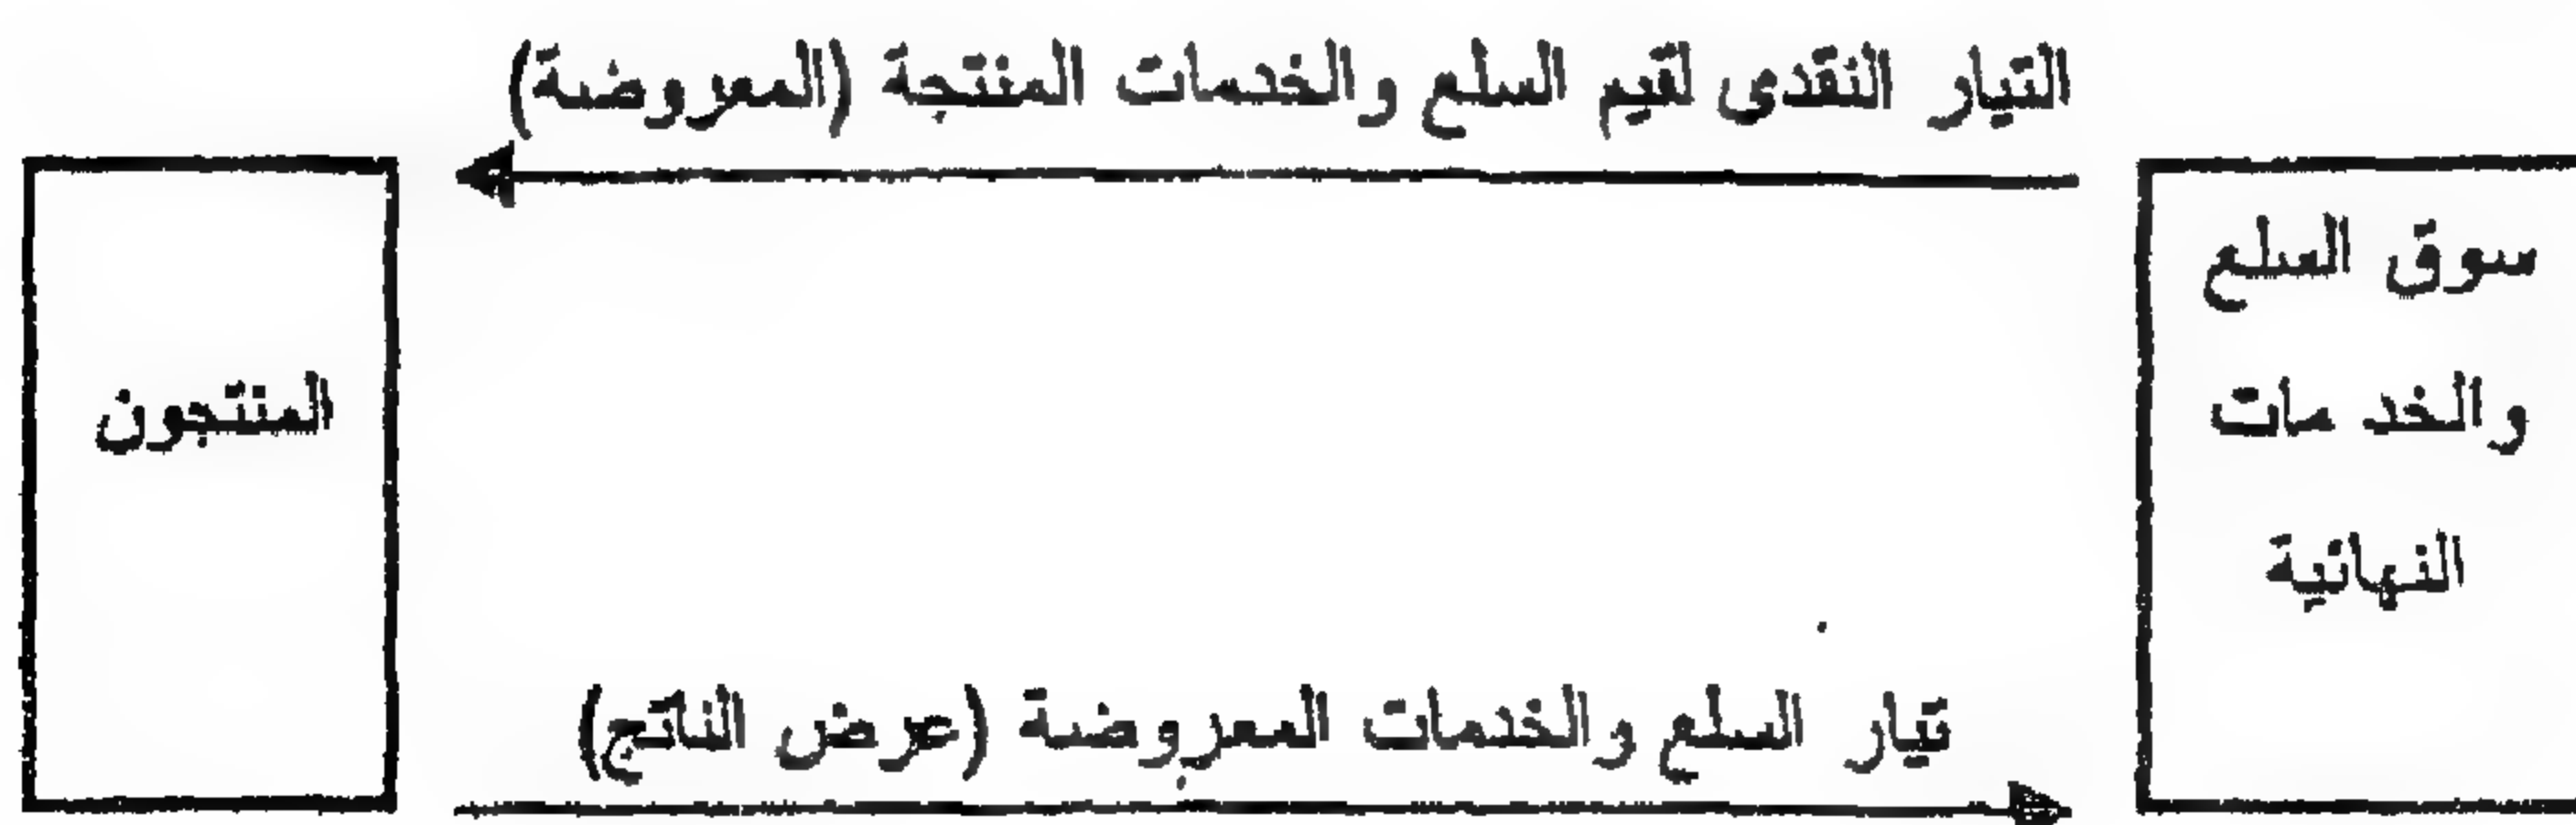 التيار النقدى لقيم السلع والخدمات المنتجة (المعروضة)
سوق السلع
والخد مات
النهائية
المنتجون
تيار السلع والخدمات المعروضة (عرض الناتج)